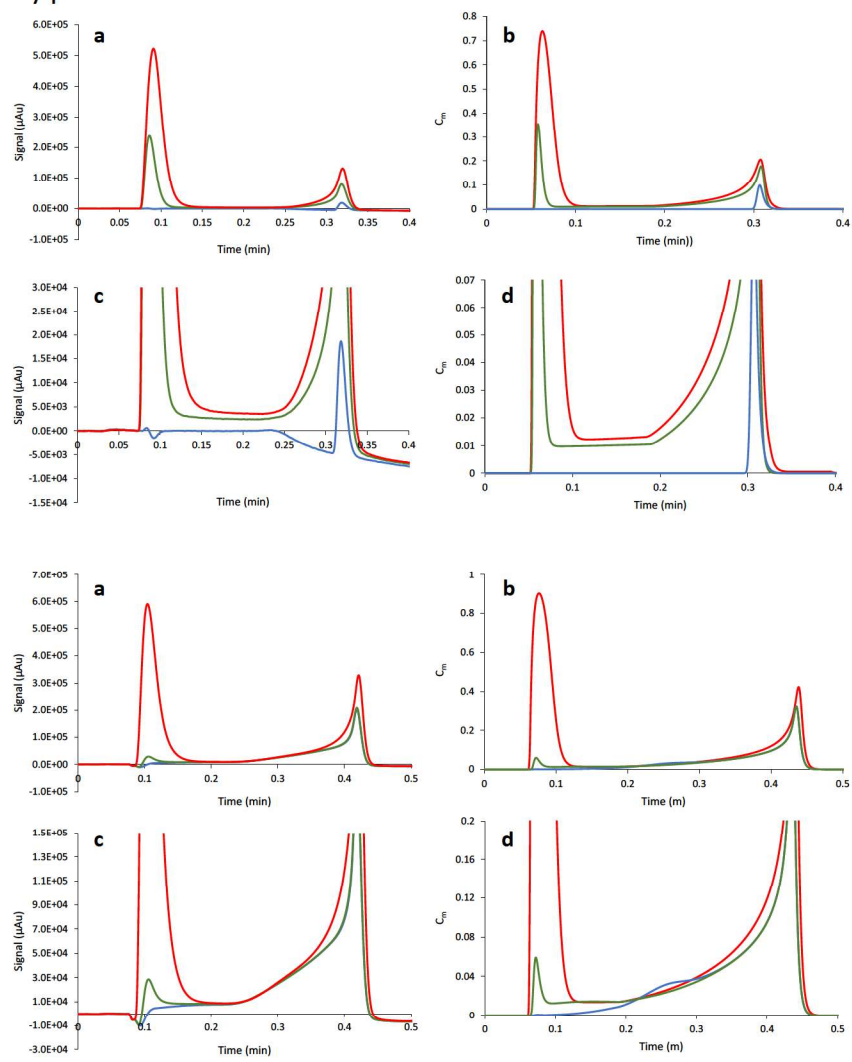 a
6.0E+05
5.0E+05
4.0E+05
3.0E+05
2.0E+05
1.0E+05
0.0E+00
-1.0E+05
Signal (µAu)
0 0.05 0.1 0.15 0.2 0.25 0.3 0.35 0.4
Time (min)
b
0.8
0.7
0.6
0.5
0.4
0.3
0.2
0.1
0
Cm
0 0.1 0.2 0.3 0.4
Time (min))
c
3.0E+04
2.5E+04
2.0E+04
1.5E+04
1.0E+04
5.0E+03
0.0E+00
-5.0E+03
-1.0E+04
-1.5E+04
Signal (µAu)
0 0.05 0.1 0.15 0.2 0.25 0.3 0.35 0.4
Time (min)
d
0.07
0.06
0.05
0.04
0.03
0.02
0.01
0
Cm
0 0.1 0.2 0.3 0.4
Time (min)
a
7.0E+05
6.0E+05
5.0E+05
4.0E+05
3.0E+05
2.0E+05
1.0E+05
0.0E+00
-1.0E+05
Signal (µAu)
0 0.1 0.2 0.3 0.4 0.5
Time (min)
b
1
0.8
0.6
0.4
0.2
0
Cm
0 0.1 0.2 0.3 0.4 0.5
Time (m)
c
1.5E+05
1.3E+05
1.1E+05
9.0E+04
7.0E+04
5.0E+04
3.0E+04
1.0E+04
-1.0E+04
-3.0E+04
Signal (µAu)
0 0.1 0.2 0.3 0.4 0.5
Time (min)
d
0.2
0.16
0.12
0.08
0.04
0
Cm
0 0.1 0.2 0.3 0.4 0.5
Time (m)